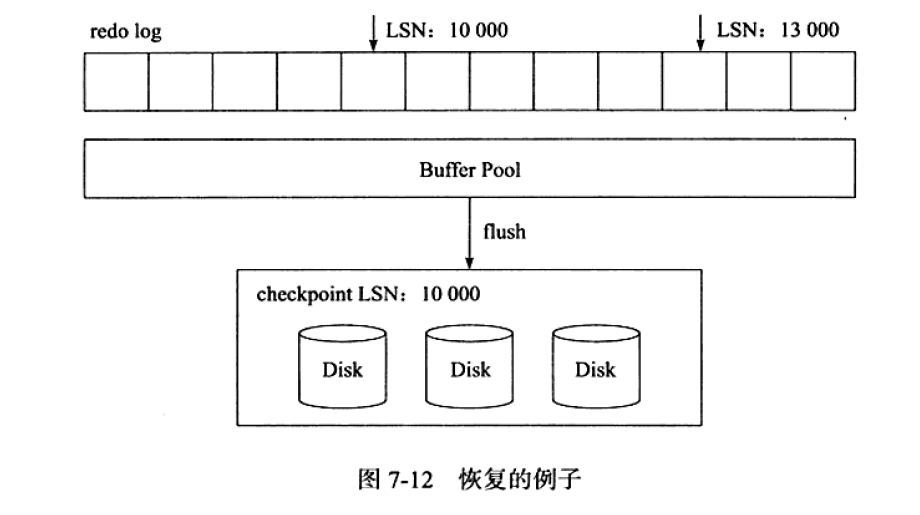 redo log
LSN：10 000
LSN：13 000
Buffer Pool
flush
checkpoint LSN：10 000
Disk
Disk
Disk
图 7-12 恢复的例子